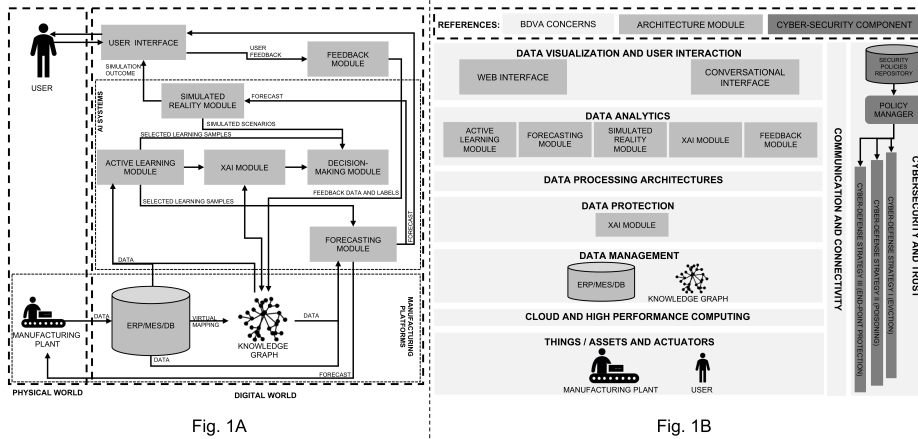 USER INTERFACE
USER
FEEDBACK
FEEDBACK
MODULE
USER
SIMULATION
OUTCOME
AI SYSTEMS
SIMULATED
REALITY MODULE
FORECAST
SIMULATED SCENARIOS
SELECTED LEARNING SAMPLES
ACTIVE LEARNING
MODULE
XAI MODULE
DECISION-
MAKING MODULE
FEEDBACK DATA AND LABELS
SELECTED LEARNING SAMPLES
FORECAST
FORECASTING
MODULE
DATA
DATA
MANUFACTURING
PLANT
DATA
ERP/MES/DB
VIRTUAL
MAPPING
KNOWLEDGE
GRAPH
DATA
MANUFACTURING
PLATFORMS
DATA
FORECAST
PHYSICAL WORLD
DIGITAL WORLD
Fig. 1A
REFERENCES:
BDVA CONCERNS
ARCHITECTURE MODULE
CYBER-SECURITY COMPONENT
DATA VISUALIZATION AND USER INTERACTION
WEB INTERFACE
CONVERSATIONAL
INTERFACE
DATA ANALYTICS
ACTIVE
LEARNING
MODULE
FORECASTING
MODULE
SIMULATED
REALITY
MODULE
XAI MODULE
FEEDBACK
MODULE
DATA PROCESSING ARCHITECTURES
DATA PROTECTION
XAI MODULE
DATA MANAGEMENT
ERP/MES/DB
KNOWLEDGE GRAPH
CLOUD AND HIGH PERFORMANCE COMPUTING
THINGS / ASSETS AND ACTUATORS
MANUFACTURING PLANT
USER
COMMUNICATION AND CONNECTIVITY
SECURITY
POLICIES
REPOSITORY
POLICY
MANAGER
CYBER-DEFENSE STRATEGY III (END-POINT
PROTECTION)
CYBER-DEFENSE STRATEGY II (POISONING)
CYBER-DEFENSE STRATEGY I (EVICTION)
CYBERSECURITY AND TRUST
Fig. 1B